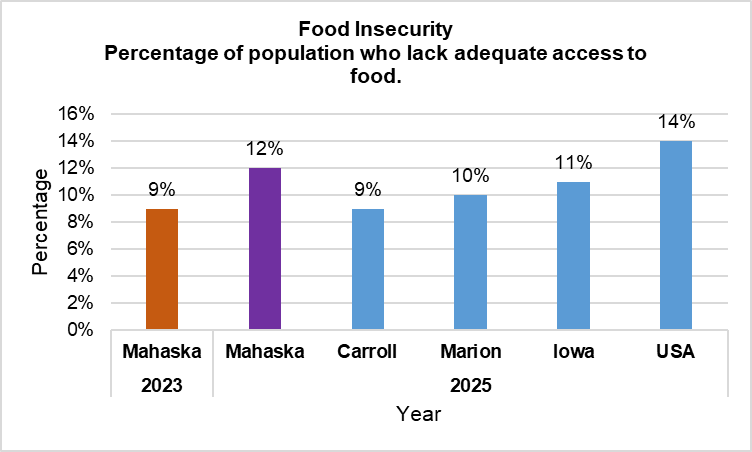 Food Insecurity
Percentage of population who lack adequate access to
food.
16%
14%
12%
10%
8%
6%
4%
2%
0%
Percentage
9%
12%
9%
10%
11%
14%
Mahaska Mahaska Carroll Marion Iowa USA
2023 2025
Year